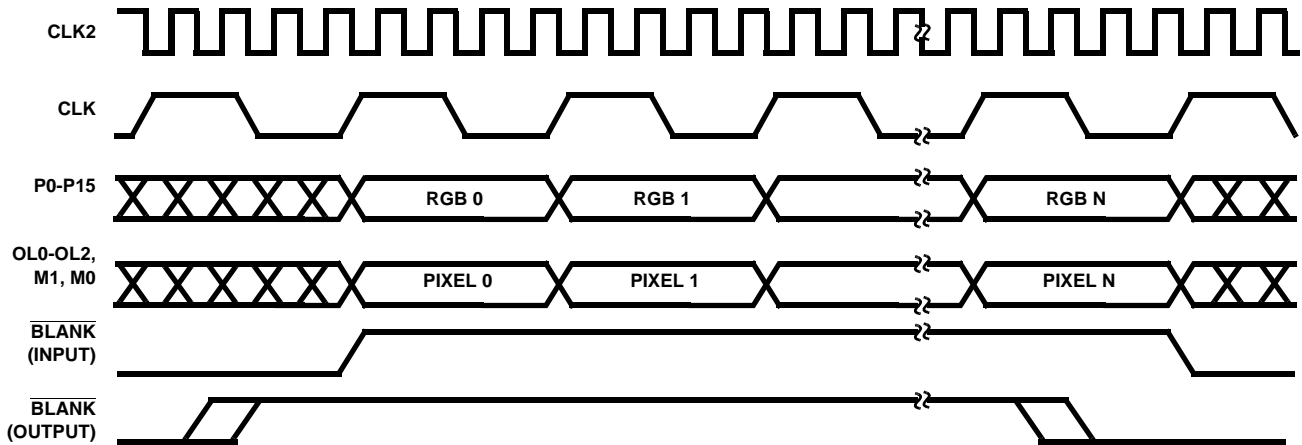 CLK2
CLK
P0-P15
RGB 0 RGB 1 RGB N
OL0-OL2,
M1, M0
PIXEL 0 PIXEL 1 PIXEL N
BLANK
(INPUT)
BLANK
(OUTPUT)